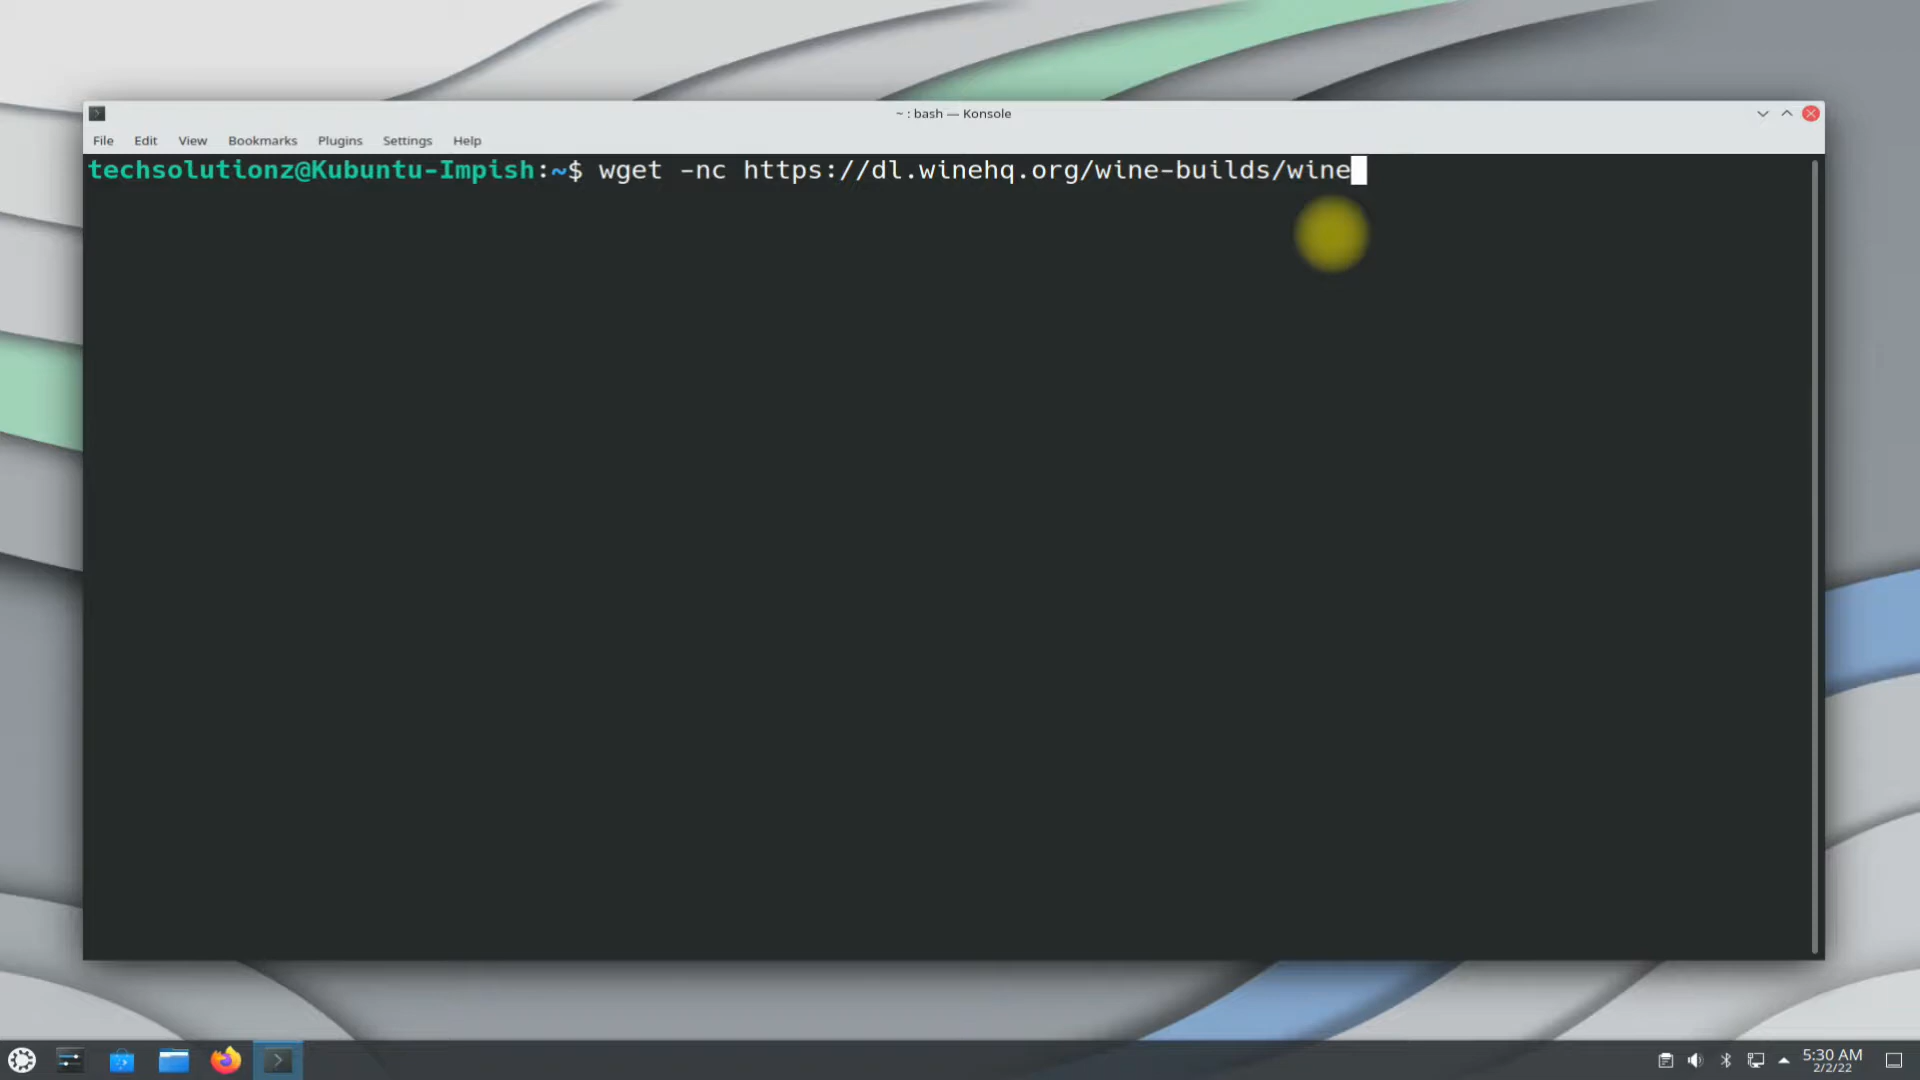 ~ : bash — Konsole
File Edit View Bookmarks Plugins Settings Help
techsolutionz@Kubuntu-Impish:~$ wget -nc https://dl.winehq.org/wine-builds/wine
5:30 AM
2/2/22